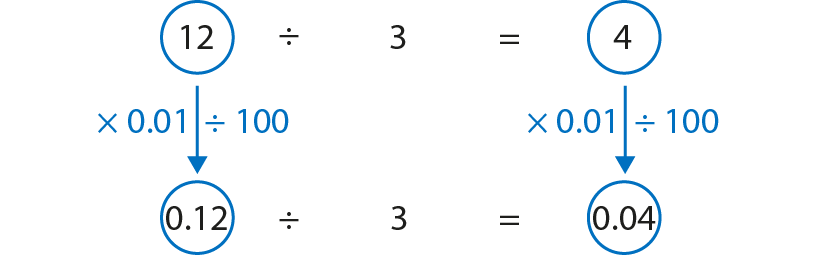 12 ÷ 3 = 4
× 0.01 ÷ 100 × 0.01 ÷ 100
0.12 ÷ 3 = 0.04